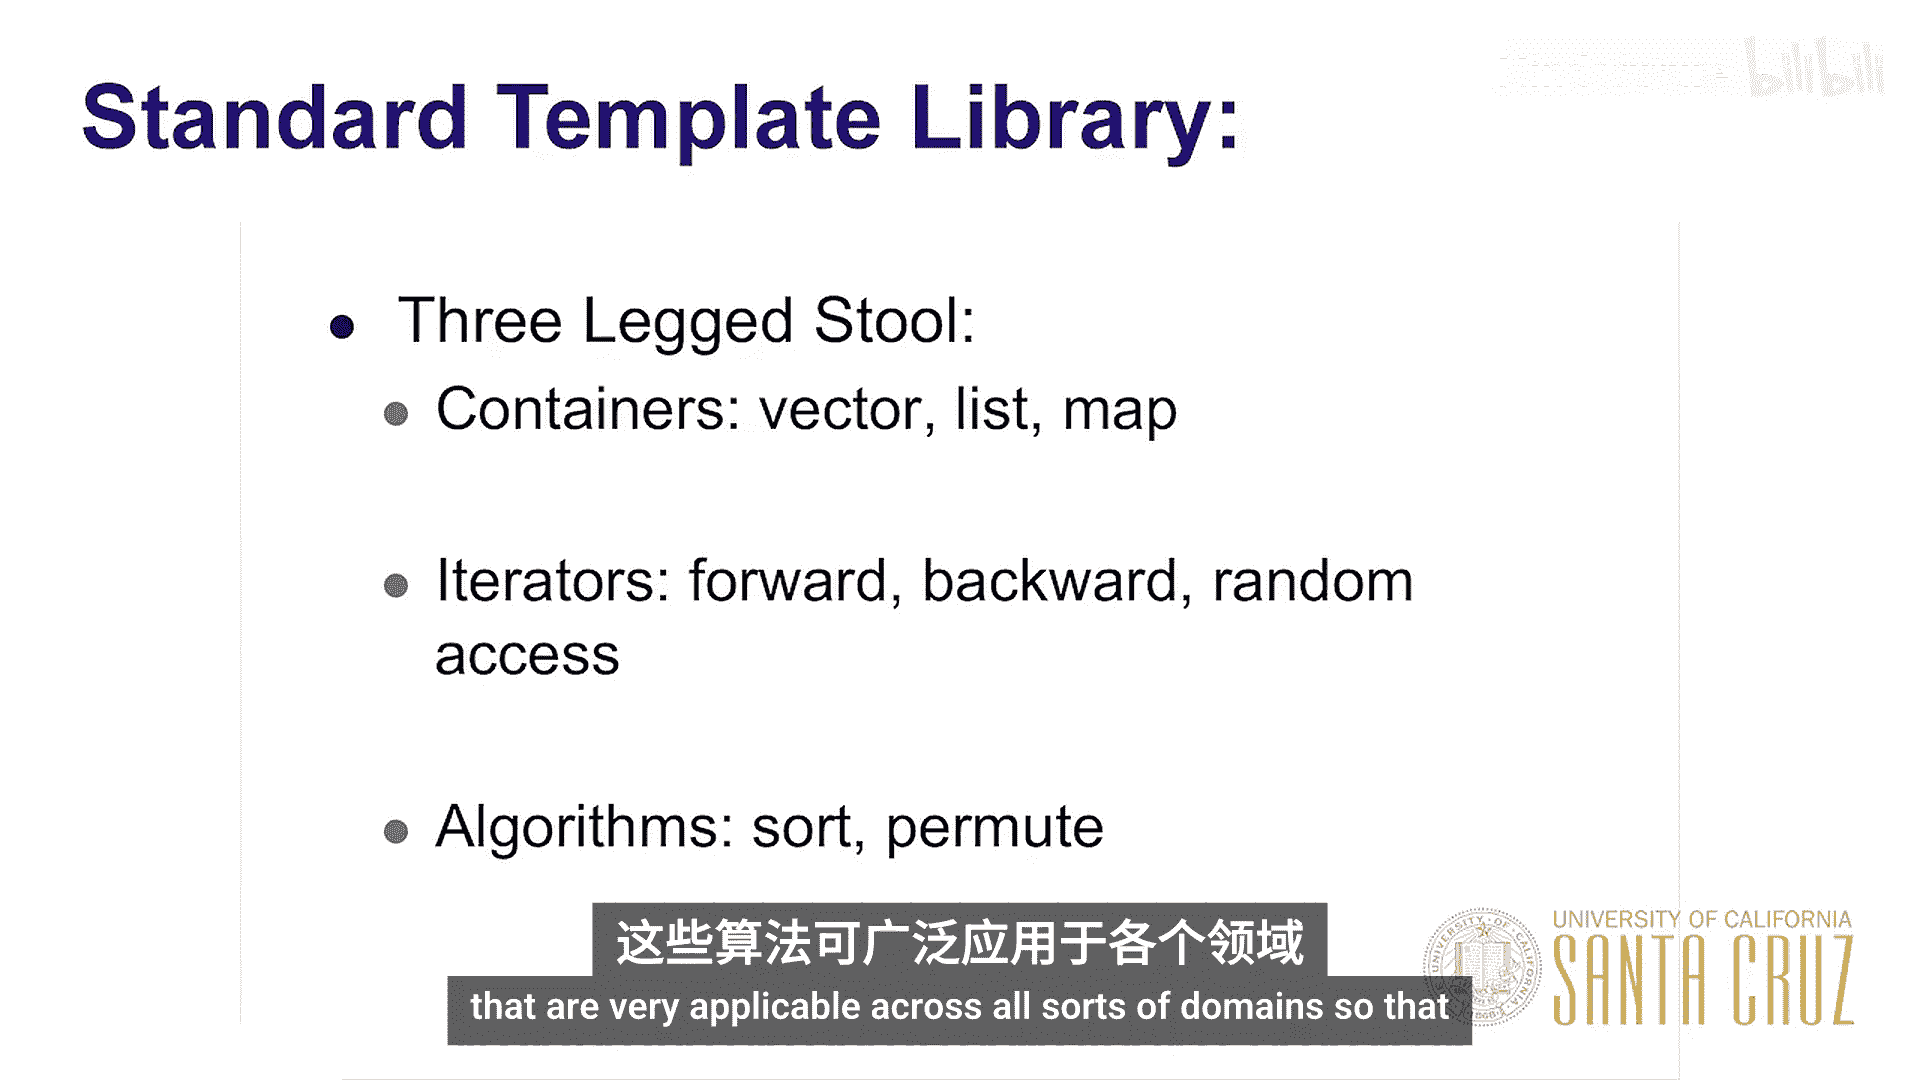 bilibili
Standard Template Library:
Three Legged Stool:
Containers: vector, list, map
Iterators: forward, backward, random
access
Algorithms: sort, permute
这些算法可广泛应用于各个领域
that are very applicable across all sorts of domains so that
UNIVERSITY OF CALIFORNIA
SANTA CRUZ